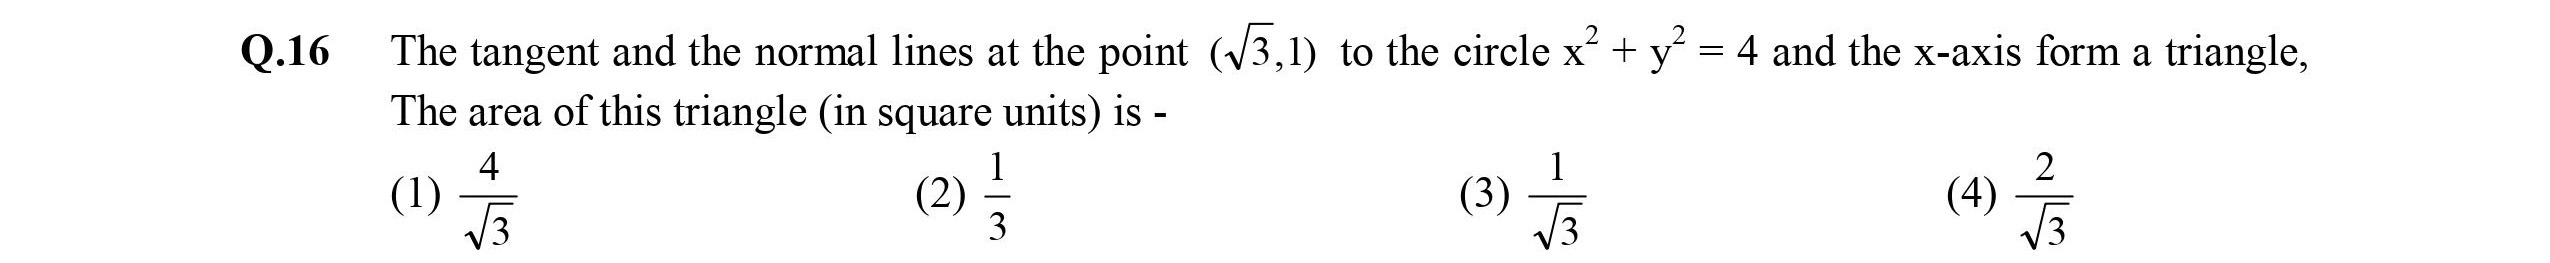 Q.16 The tangent and the normal lines at the point (√3,1) to the circle x² + y² = 4 and the x-axis form a triangle,
The area of this triangle (in square units) is -
(1) 4/√3 (2) 1/3 (3) 1/√3 (4) 2/√3